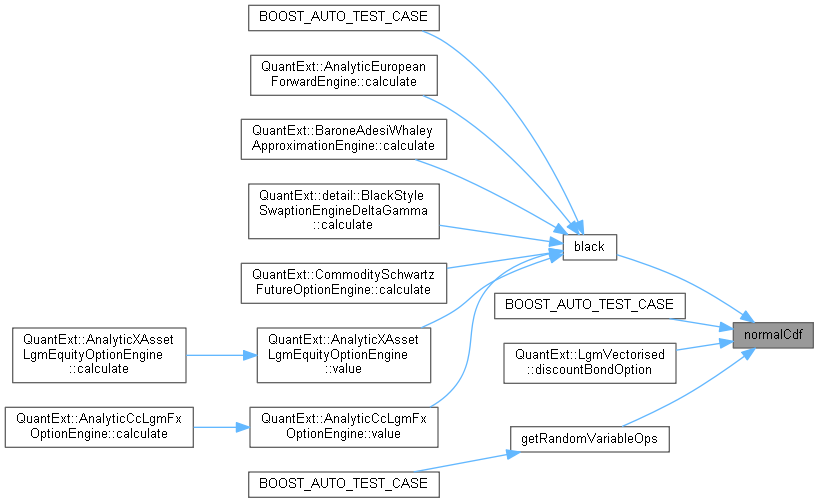 BOOST_AUTO_TEST_CASE
QuantExt::AnalyticEuropean
ForwardEngine::calculate
QuantExt::BaroneAdesiWhaley
ApproximationEngine::calculate
QuantExt::detail::BlackStyle
SwaptionEngineDeltaGamma
::calculate
black
QuantExt::CommoditySchwartz
FutureOptionEngine::calculate
BOOST_AUTO_TEST_CASE
normalCdf
QuantExt::AnalyticXAsset
LgmEquityOptionEngine
::calculate
QuantExt::AnalyticXAsset
LgmEquityOptionEngine
::value
QuantExt::LgmVectorised
::discountBondOption
QuantExt::AnalyticCcLgmFx
OptionEngine::calculate
QuantExt::AnalyticCcLgmFx
OptionEngine::value
getRandomVariableOps
BOOST_AUTO_TEST_CASE